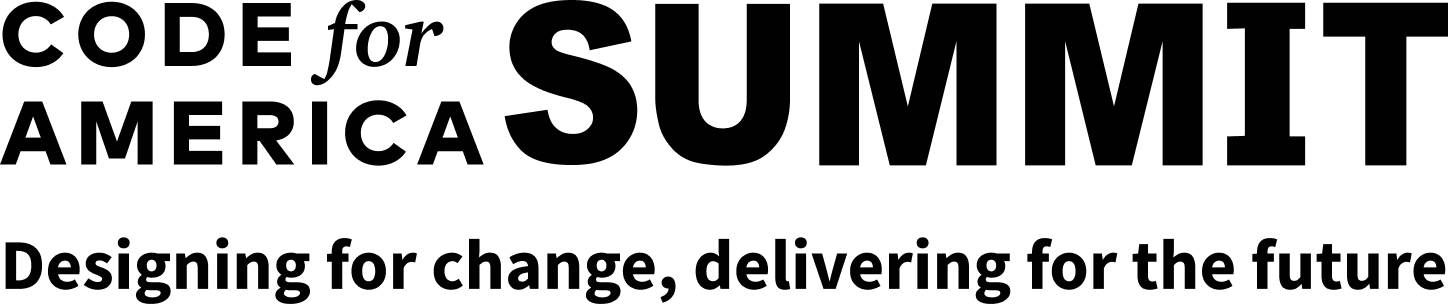 CODE for
AMERICA SUMMIT
Designing for change, delivering for the future